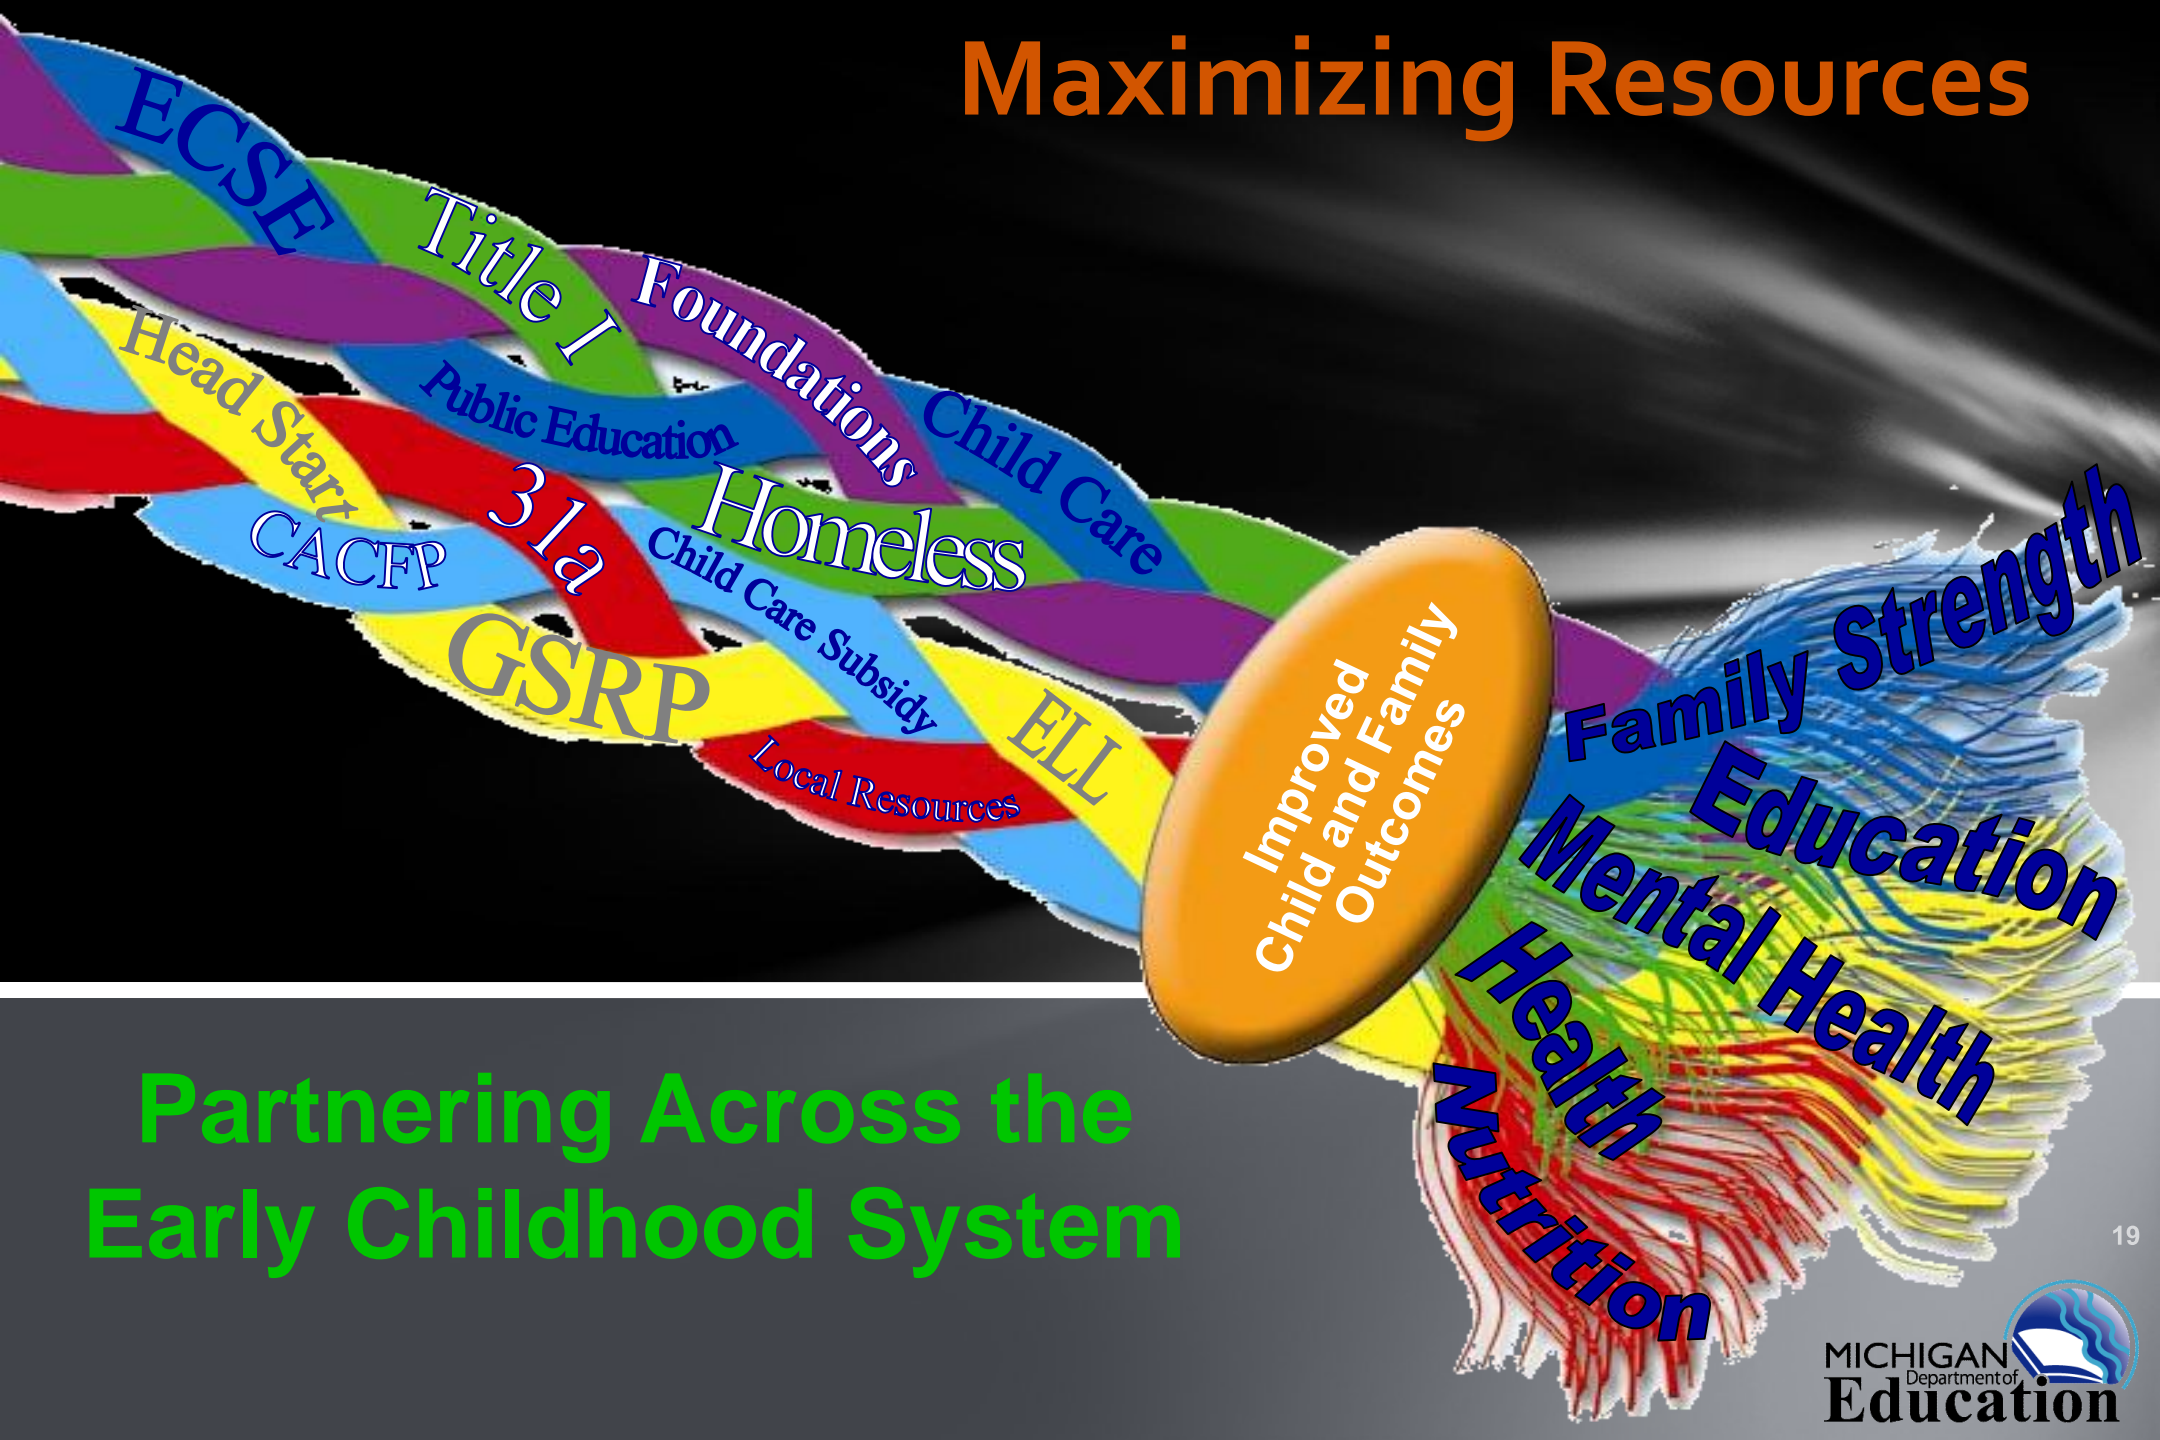 Maximizing Resources
ECSE
Title I
Foundations
Head Start
Public Education
Child Care
CACFP
31a
Homeless
Child Care Subsidy
GSRP
ELL
Local Resources
Improved
Child and Family
Outcomes
Family Strength
Education
Mental Health
Health
Nutrition
Partnering Across the
Early Childhood System
19
MICHIGAN
Department of
Education